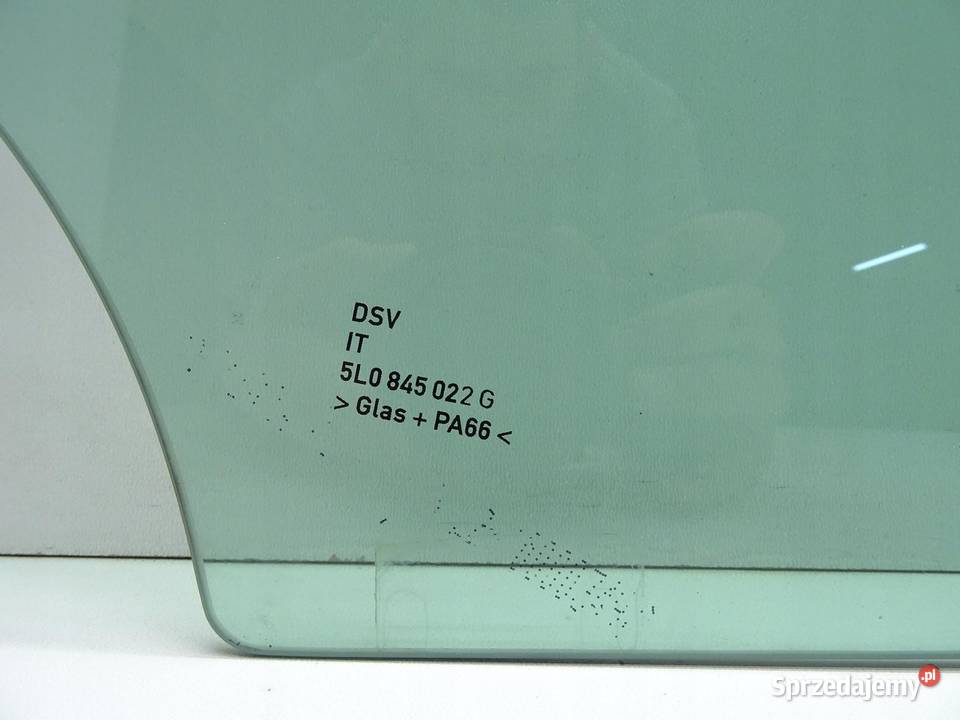 DSV
IT
5L0 845 022 G
> Glas + PA66 <
Sprzedajemy.pl